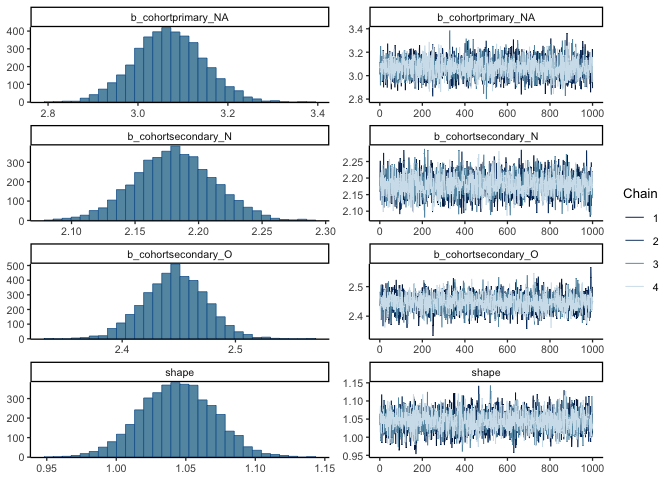 b_cohortprimary_NA
400
300
200
100
0
2.8 3.0 3.2 3.4
b_cohortprimary_NA
3.4
3.2
3.0
2.8
0 200 400 600 800 1000
b_cohortsecondary_N
300
200
100
0
2.10 2.15 2.20 2.25 2.30
b_cohortsecondary_N
2.25
2.20
2.15
2.10
0 200 400 600 800 1000
b_cohortsecondary_O
500
400
300
200
100
0
2.4 2.5
b_cohortsecondary_O
2.5
2.4
0 200 400 600 800 1000
shape
300
200
100
0
0.95 1.00 1.05 1.10 1.15
shape
1.15
1.10
1.05
1.00
0.95
0 200 400 600 800 1000
Chain
1
2
3
4